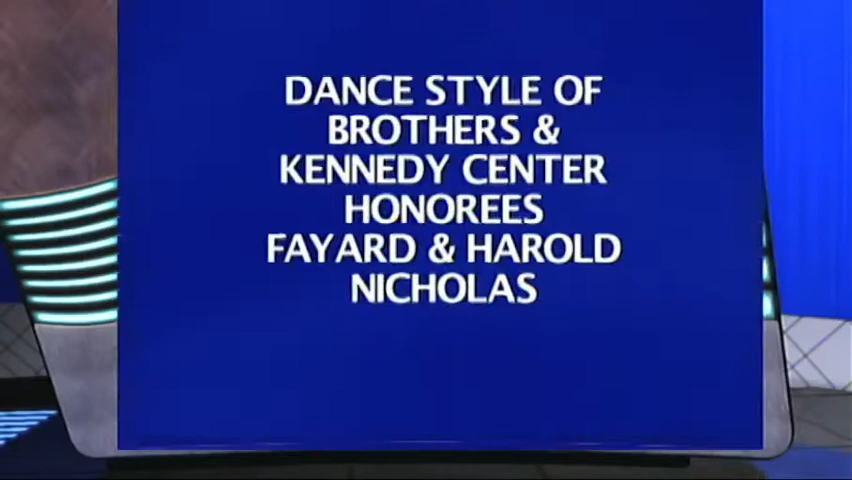 DANCE STYLE OF
BROTHERS &
KENNEDY CENTER
HONOREES
FAYARD & HAROLD
NICHOLAS